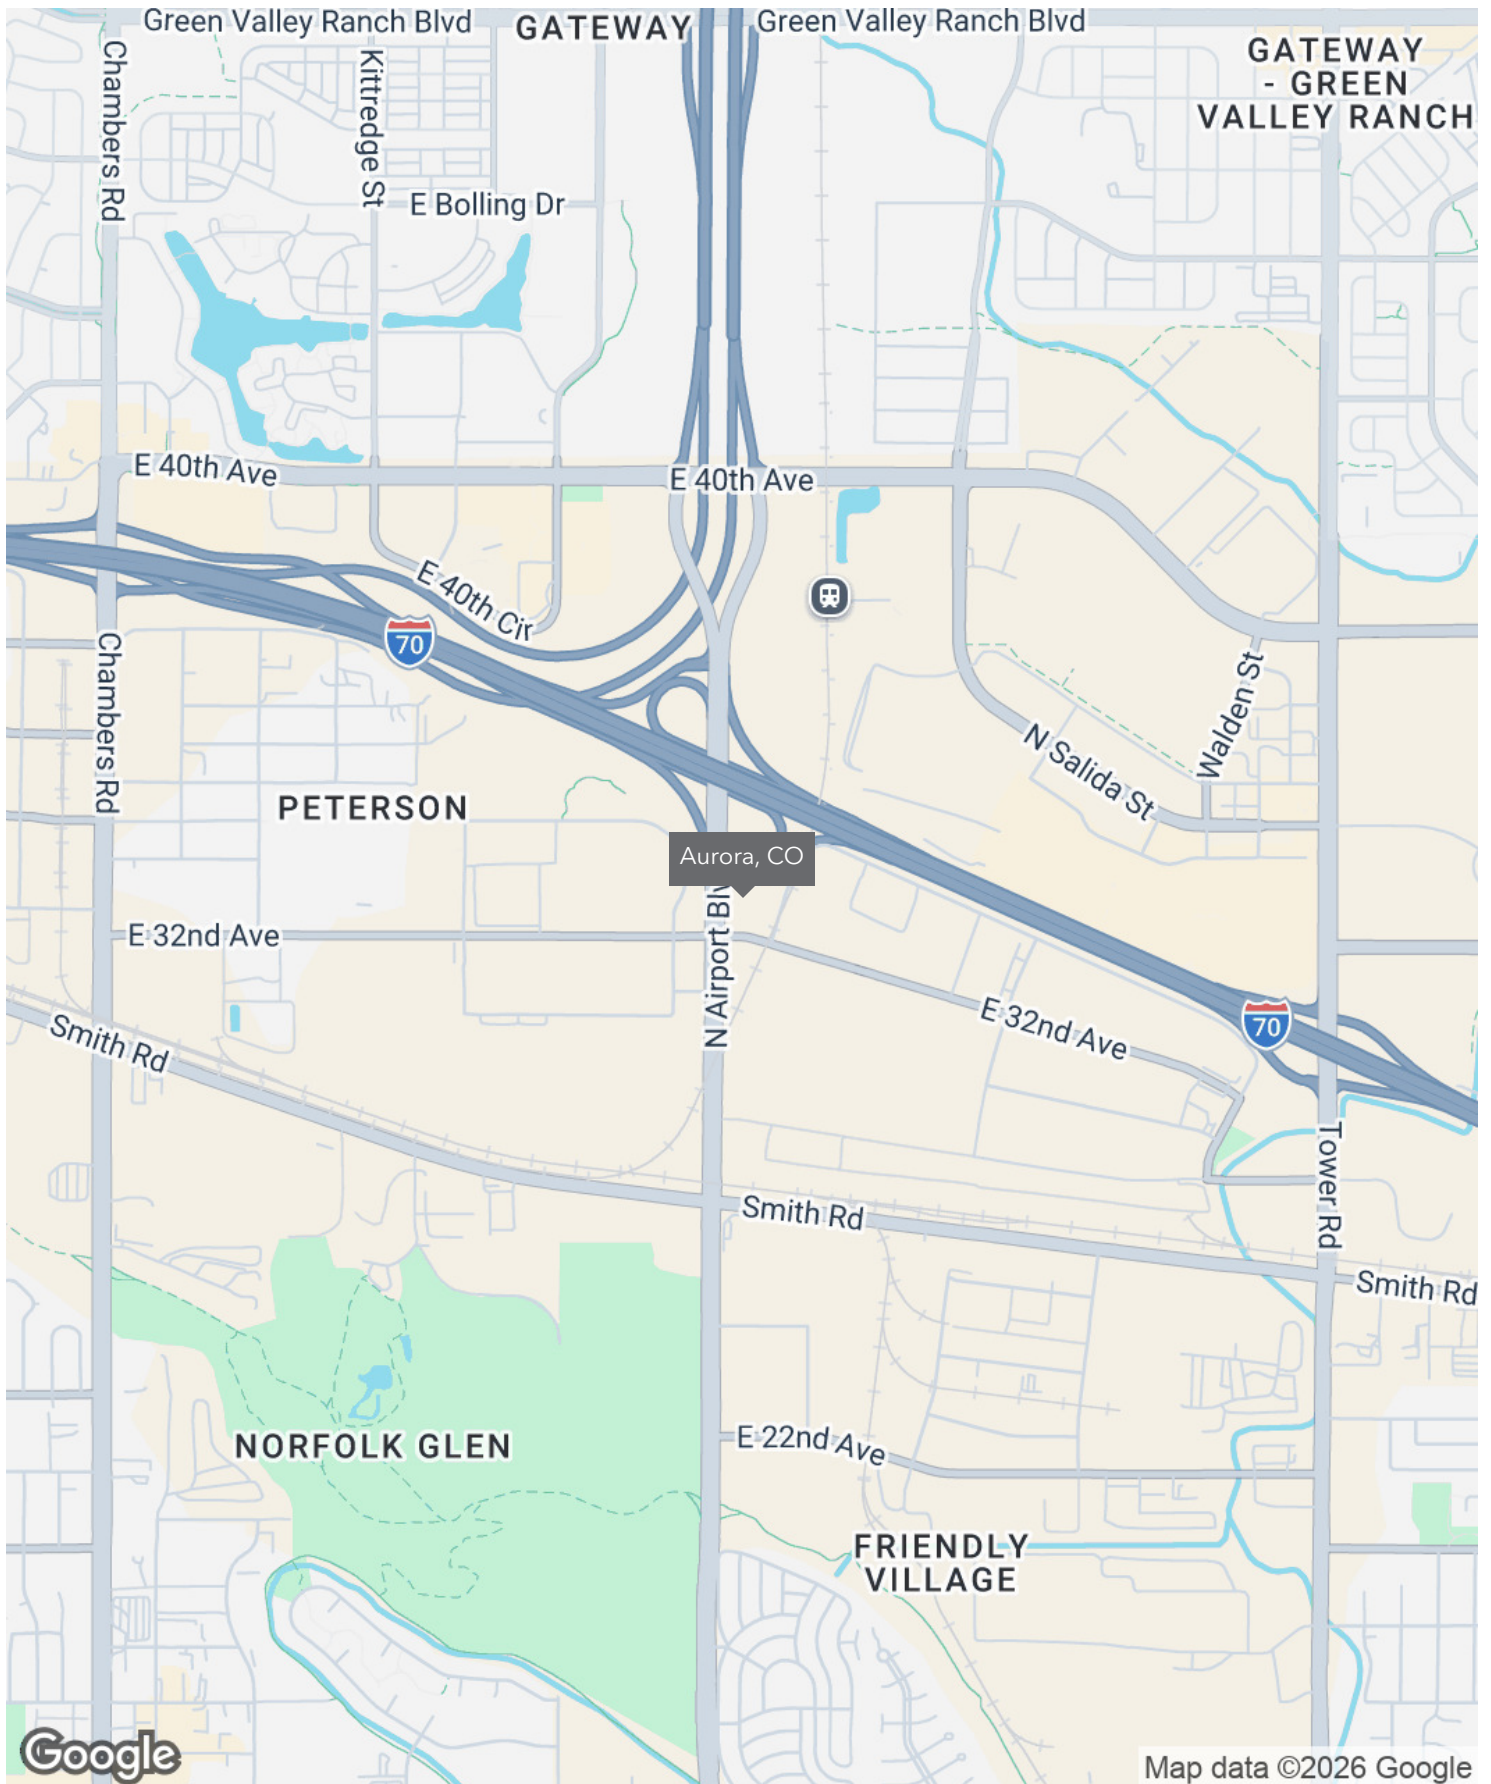 Green Valley Ranch Blvd
GATEWAY
Green Valley Ranch Blvd
GATEWAY
- GREEN
VALLEY RANCH
Chambers Rd
Kittredge St
E Bolling Dr
E 40th Ave
E 40th Ave
E 40th Cir
70
Chambers Rd
Walden St
N Salida St
PETERSON
Aurora, CO
E 32nd Ave
N Airport Blv
E 32nd Ave
70
Smith Rd
Tower Rd
Smith Rd
Smith Rd
NORFOLK GLEN
E 22nd Ave
FRIENDLY
VILLAGE
Google
Map data ©2026 Google